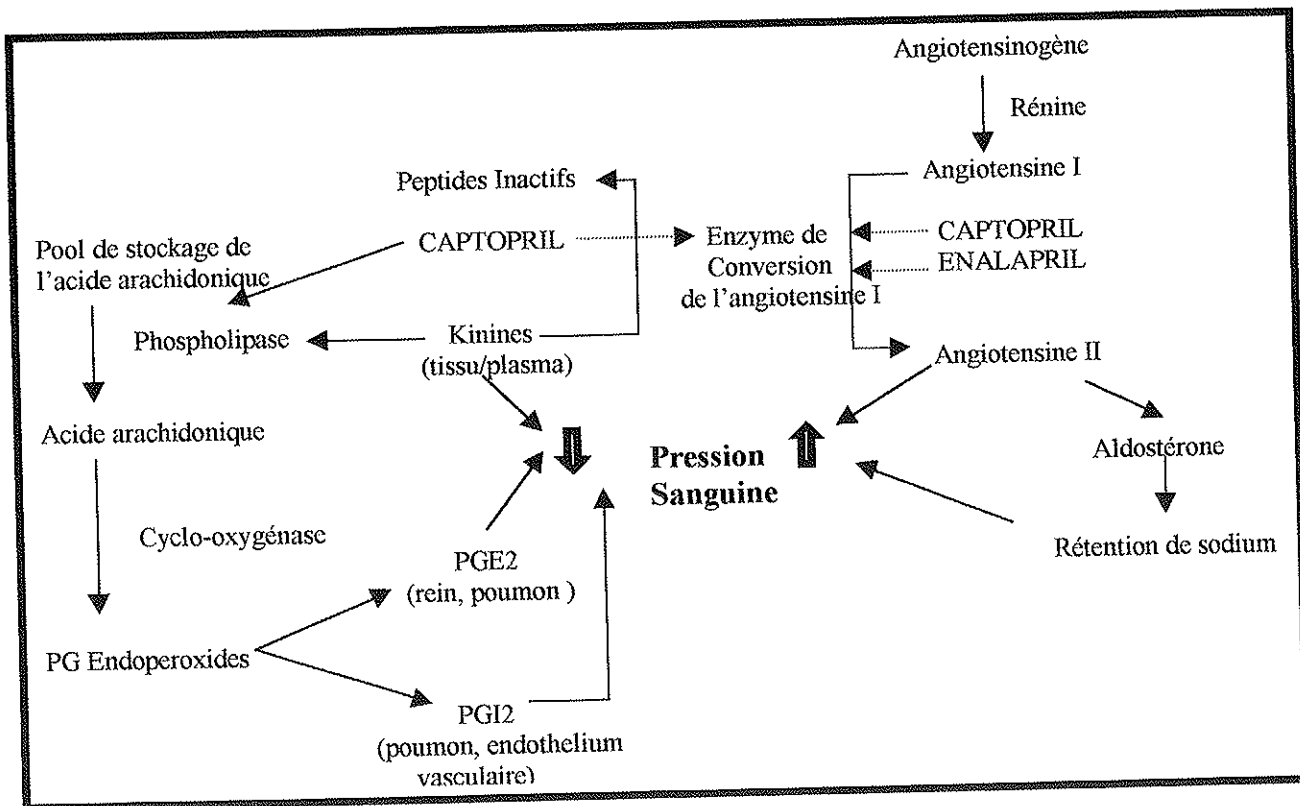 Angiotensinogène
Rénine
Angiotensine I
Peptides Inactifs
CAPTOPRIL
Enzyme de
Conversion
de l'angiotensine I
CAPTOPRIL
ENALAPRIL
Pool de stockage de
l'acide arachidonique
Phospholipase
Kinines
(tissu/plasma)
Angiotensine II
Acide arachidonique
Pression
Sanguine
Aldostérone
Cyclo-oxygénase
PGE2
(rein, poumon )
Rétention de sodium
PG Endoperoxides
PGI2
(poumon, endothelium
vasculaire)